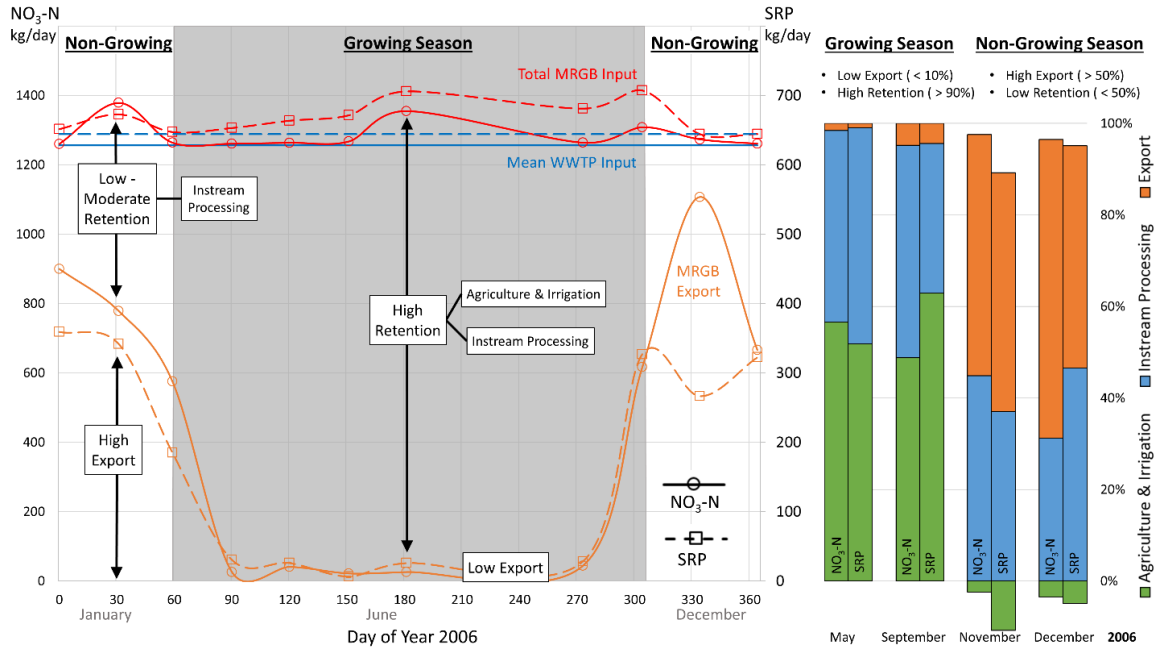 NO3-N
kg/day
SRP
kg/day
Non-Growing
Growing Season
Non-Growing
Total MRGB Input
Mean WWTP Input
Low -
Moderate
Retention
Instream
Processing
High
Export
High
Retention
Agriculture & Irrigation
Instream Processing
Low Export
MRGB
Export
NO3-N
SRP
1400
1200
1000
800
600
400
200
0
700
600
500
400
300
200
100
0
0
30
60
90
120
150
180
210
240
270
300
330
360
January
June
December
Day of Year 2006
Growing Season
Non-Growing Season
• Low Export ( < 10%)
• High Retention ( > 90%)
• High Export ( > 50%)
• Low Retention ( < 50%)
100%
80%
60%
40%
20%
0%
Export
Instream Processing
Agriculture & Irrigation
NO3-N
SRP
NO3-N
SRP
NO3-N
SRP
NO3-N
SRP
May
September
November
December
2006